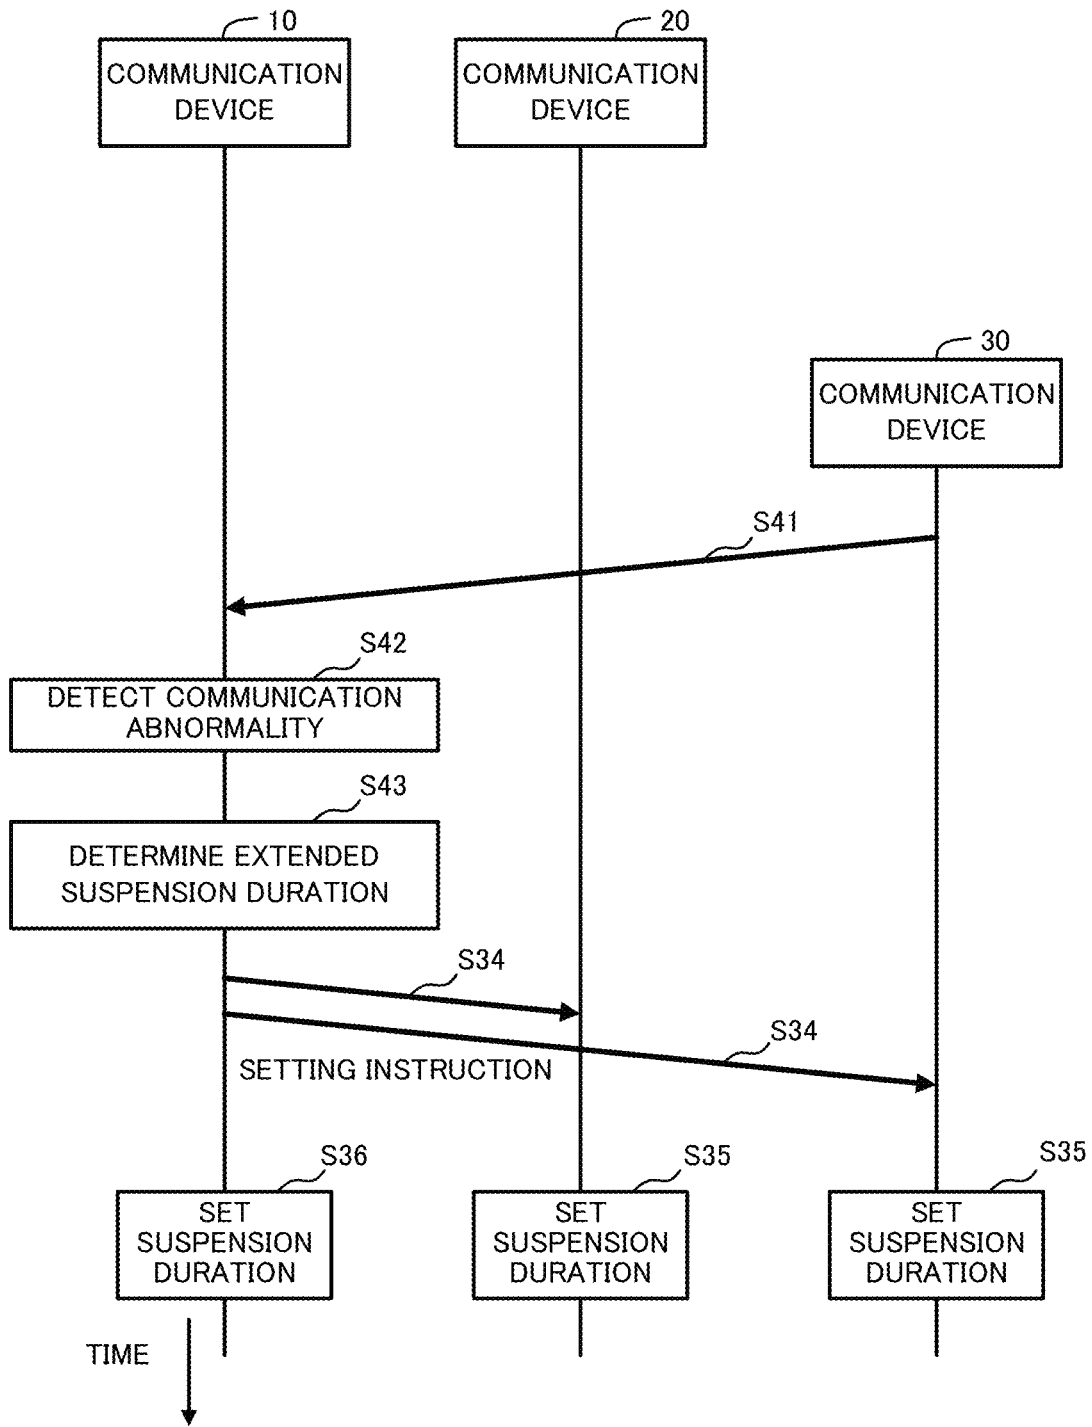 10
COMMUNICATION
DEVICE
20
COMMUNICATION
DEVICE
30
COMMUNICATION
DEVICE
S41
S42
DETECT COMMUNICATION
ABNORMALITY
S43
DETERMINE EXTENDED
SUSPENSION DURATION
S34
S34
SETTING INSTRUCTION
S36
SET
SUSPENSION
DURATION
S35
SET
SUSPENSION
DURATION
S35
SET
SUSPENSION
DURATION
TIME